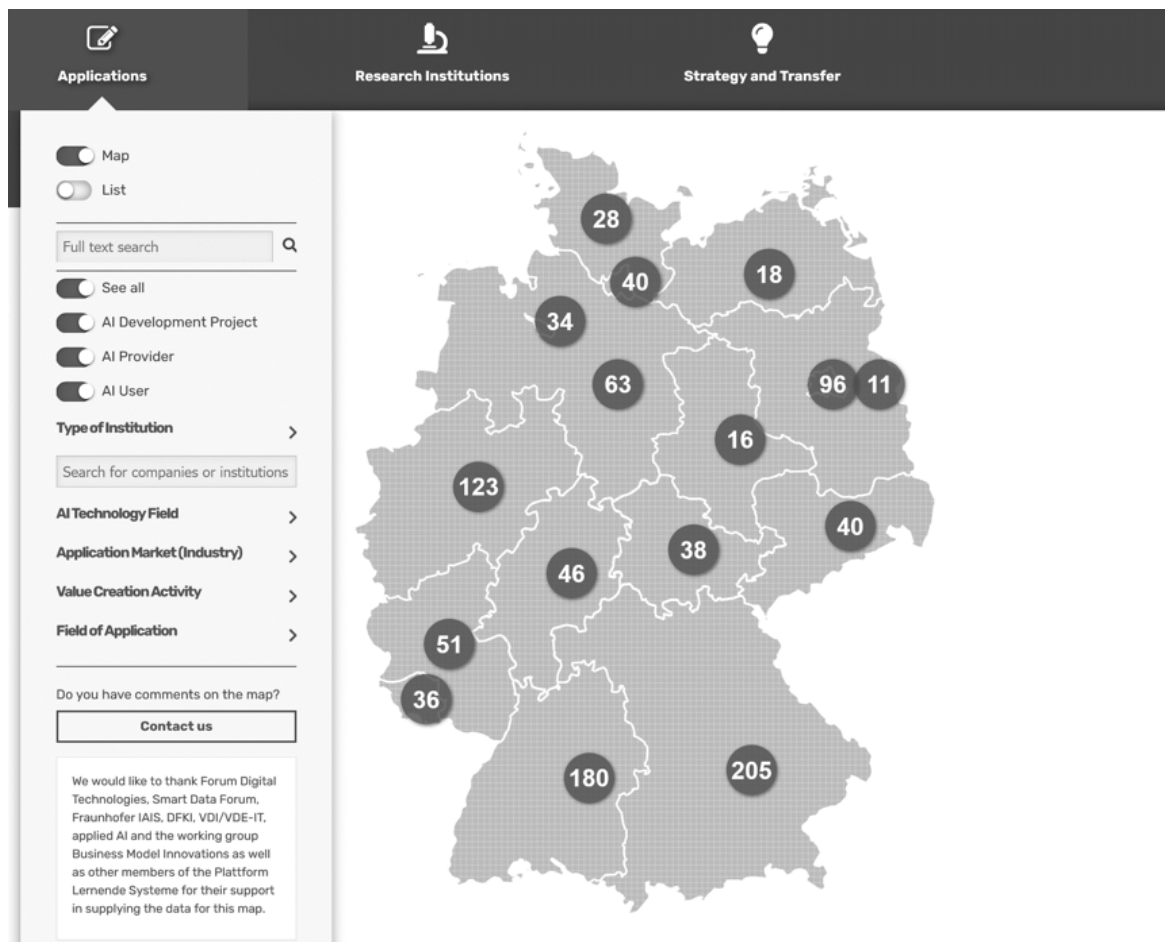 Applications
Research Institutions
Strategy and Transfer
Map
List
Full text search
See all
AI Development Project
AI Provider
AI User
Type of Institution
Search for companies or institutions
AI Technology Field
Application Market (Industry)
Value Creation Activity
Field of Application
Do you have comments on the map?
Contact us
We would like to thank Forum Digital
Technologies, Smart Data Forum,
Fraunhofer IAIS, DFKI, VDI/VDE-IT,
applied AI and the working group
Business Model Innovations as well
as other members of the Plattform
Lernende Systeme for their support
in supplying the data for this map.
28
40
18
34
63
96
11
16
123
40
38
46
51
36
180
205